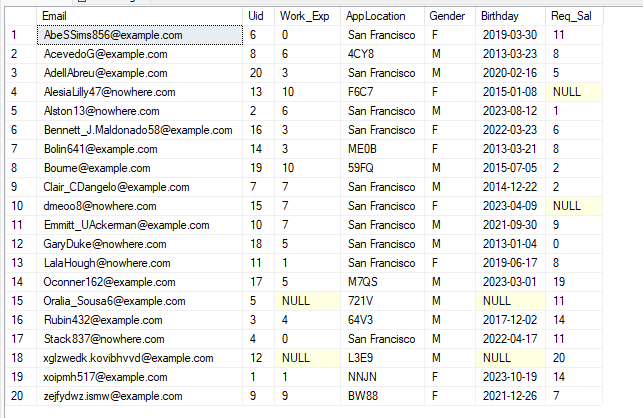 Email Uid Work_Exp AppLocation Gender Birthday Req_Sal
1 AbeSSims856@example.com 6 0 San Francisco F 2019-03-30 11
2 AcevedoG@example.com 8 6 4CY8 M 2013-03-23 8
3 AdellAbreu@example.com 20 3 San Francisco M 2020-02-16 5
4 AlesiaLilly47@nowhere.com 13 10 F6C7 F 2015-01-08 NULL
5 Alston13@nowhere.com 2 6 San Francisco M 2023-08-12 1
6 Bennett_J.Maldonado58@example.com 16 3 San Francisco F 2022-03-23 6
7 Bolin641@example.com 14 3 ME0B F 2013-03-21 8
8 Bourne@example.com 19 10 59FQ M 2015-07-05 2
9 Clair_CDangelo@example.com 7 7 San Francisco M 2014-12-22 2
10 dmeoo8@nowhere.com 15 7 San Francisco F 2023-04-09 NULL
11 Emmitt_UAckerman@example.com 10 7 San Francisco M 2021-09-30 9
12 GaryDuke@nowhere.com 18 5 San Francisco M 2013-01-04 0
13 LalaHough@nowhere.com 11 1 San Francisco F 2019-06-17 8
14 Oconner162@example.com 17 5 M7QS M 2023-03-01 19
15 Oralia_Sousa6@example.com 5 NULL 721V M NULL 11
16 Rubin432@example.com 3 4 64V3 M 2017-12-02 14
17 Stack837@nowhere.com 4 0 San Francisco M 2022-04-17 11
18 xglzwedk.kovibhvvd@example.com 12 NULL L3E9 M NULL 20
19 xoipmh517@example.com 1 1 NNJN F 2023-10-19 14
20 zejfydwz.ismw@example.com 9 9 BW88 F 2021-12-26 7